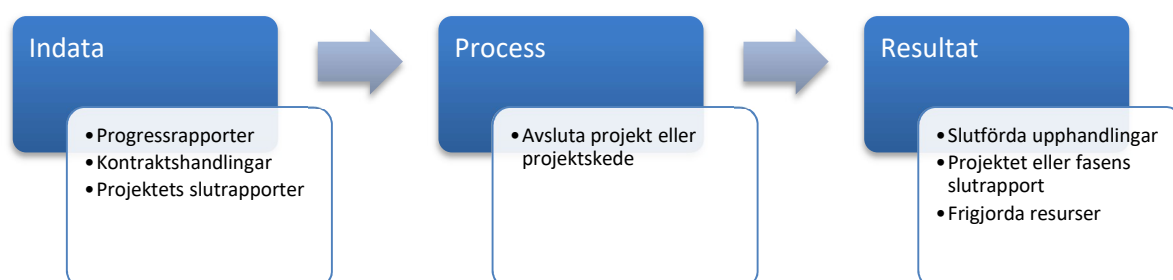 Indata
• Progressrapporter
• Kontraktshandlingar
• Projektets slutrapporter
Process
• Avsluta projekt eller
projektskede
Resultat
• Slutförda upphandlingar
• Projektet eller fasens
slutrapport
• Frigjorda resurser